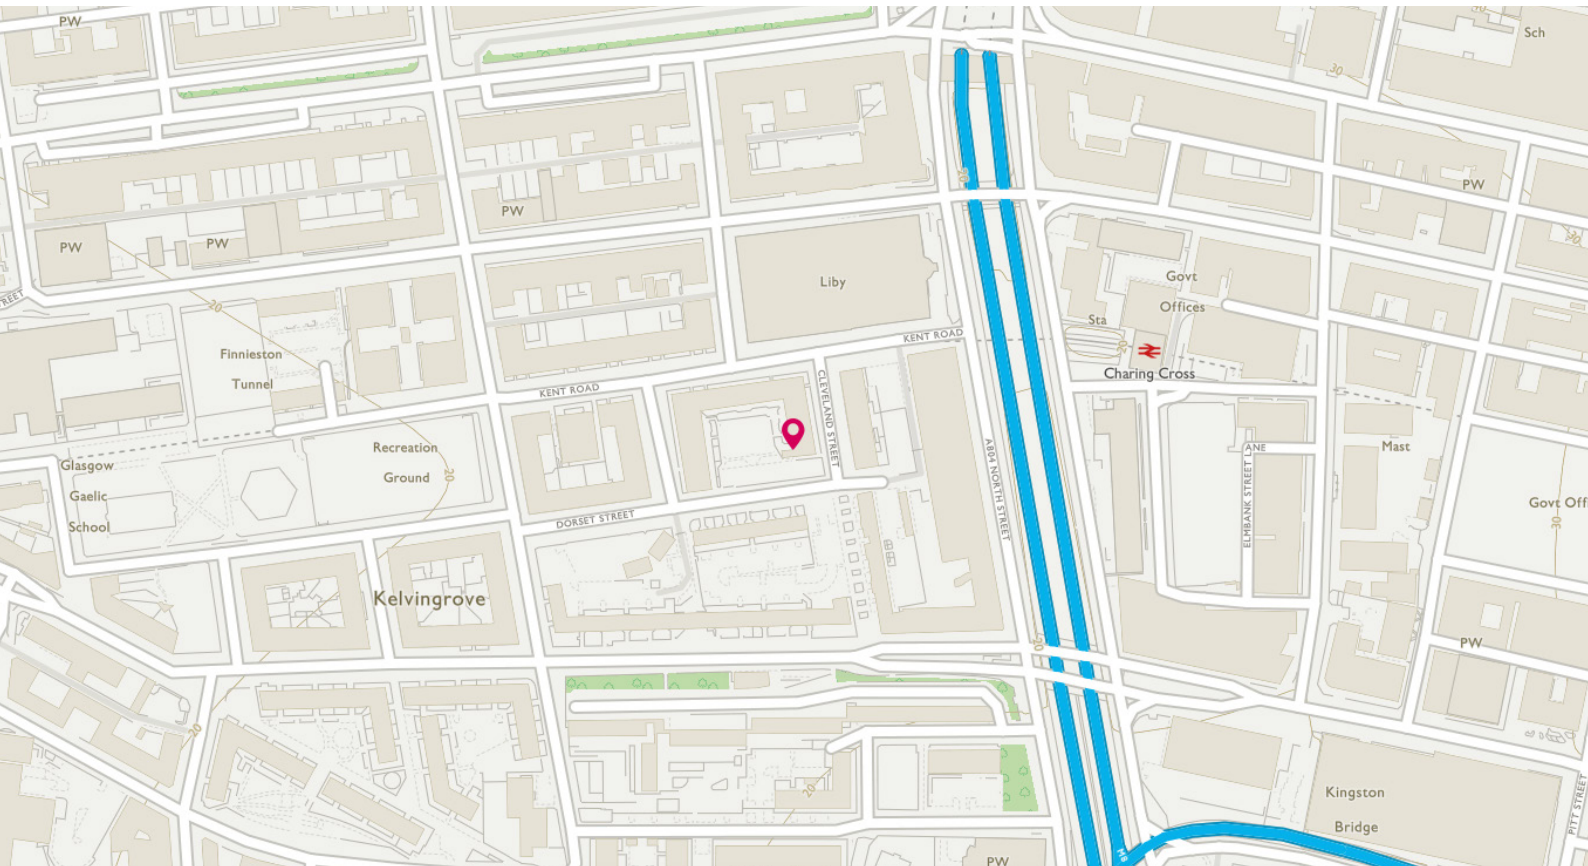 PW
Sch
30
PW
20
PW
PW
PW
30
Liby
Govt
Offices
STREET
20
Sta
20
KENT ROAD
Finnieston
Tunnel
Charing Cross
KENT ROAD
CLEVELAND STREET
Recreation
Ground
20
A804 NORTH STREET
LANE
ELMBANK STREET
Mast
Glasgow
Gaelic
School
Govt Off
30
DORSET STREET
Kelvingrove
20
PW
20
20
Kingston
Bridge
PITT STREET
M8
PW